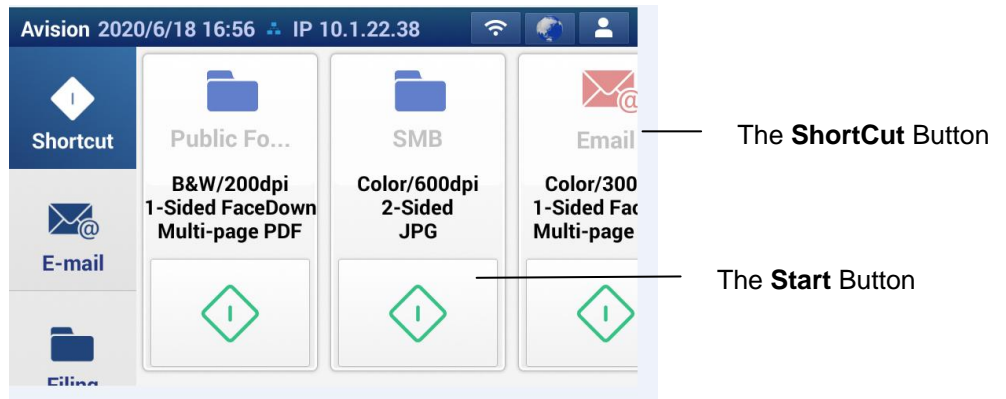 Avision 2020/6/18 16:56 IP 10.1.22.38
Shortcut
E-mail
Filing
Public Fo...
B&W/200dpi
1-Sided FaceDown
Multi-page PDF
SMB
Color/600dpi
2-Sided
JPG
Email
Color/300
1-Sided Fac
Multi-page
The ShortCut Button
The Start Button